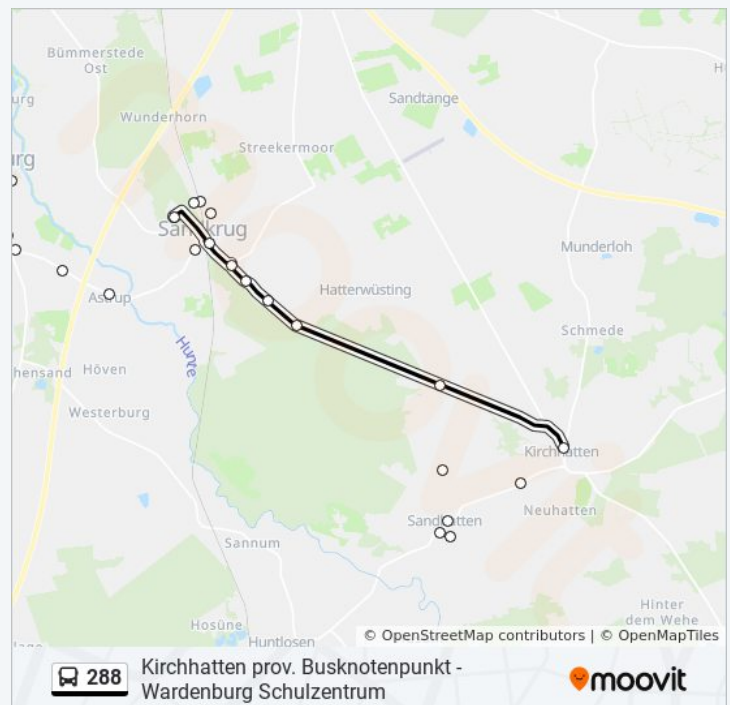 Bümmerstede
Ost
Sandtange
Wunderhorn
urg
Streekermoor
Sandkrug
Munderloh
Astrup
Hatterwüsting
Schmede
Hunte
Höven
hensand
Westerburg
Kirchhatten
Neuhatten
Sandhatten
Sannum
Hinter
dem Wehe
Hosüne
Huntlosen
© OpenStreetMap contributors | © OpenMapTiles
288
Kirchhatten prov. Busknotenpunkt -
Wardenburg Schulzentrum
moovit